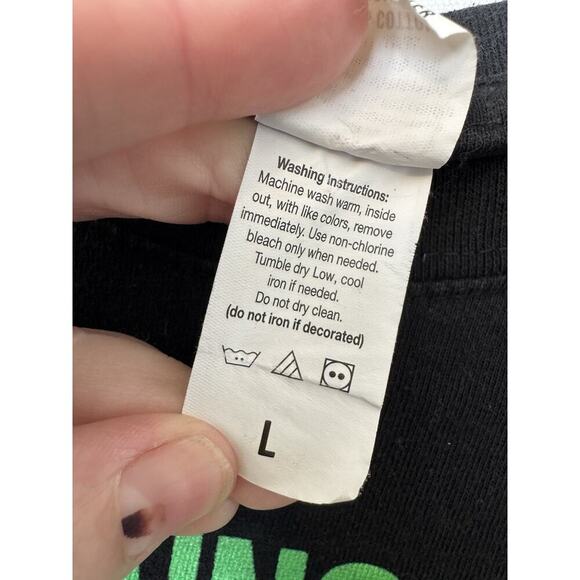 COTTO
Washing Instructions:
Machine wash warm, inside
out, with like colors, remove
immediately. Use non-chlorine
bleach only when needed.
Tumble dry Low, cool
iron if needed.
Do not dry clean.
(do not iron if decorated)
L